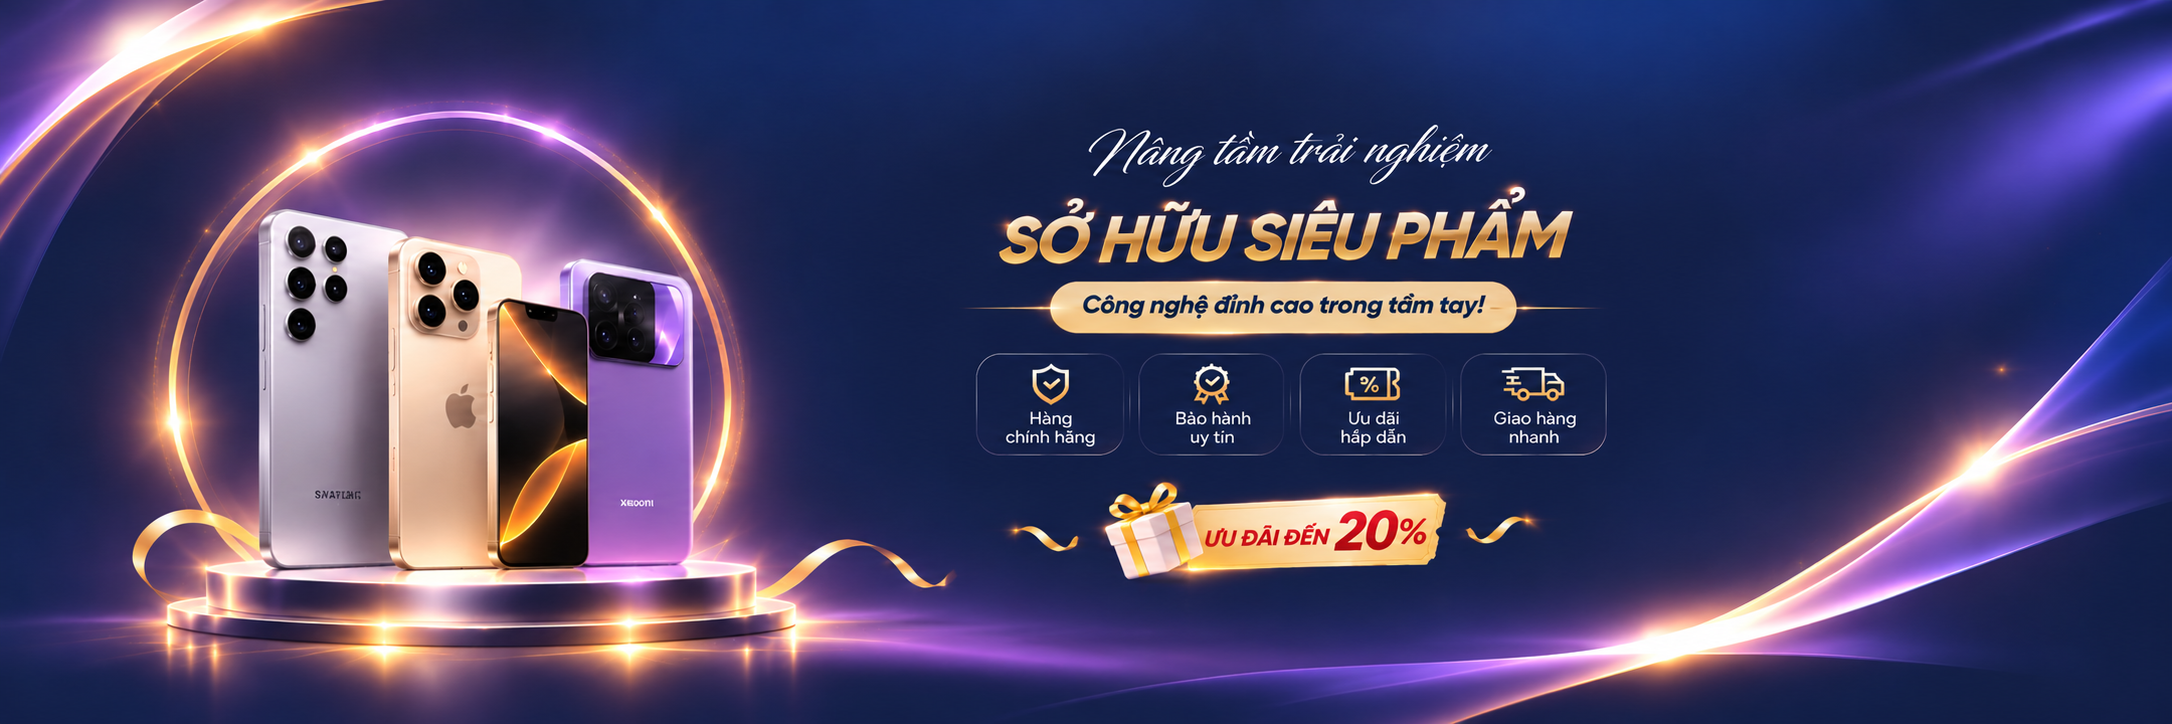 Nâng tầm trải nghiệm
SỞ HỮU SIÊU PHẨM
Công nghệ đỉnh cao trong tầm tay!
Hàng
chính hãng
Bảo hành
uy tín
%
Ưu đãi
hấp dẫn
Giao hàng
nhanh
ƯU ĐÃI ĐẾN 20%